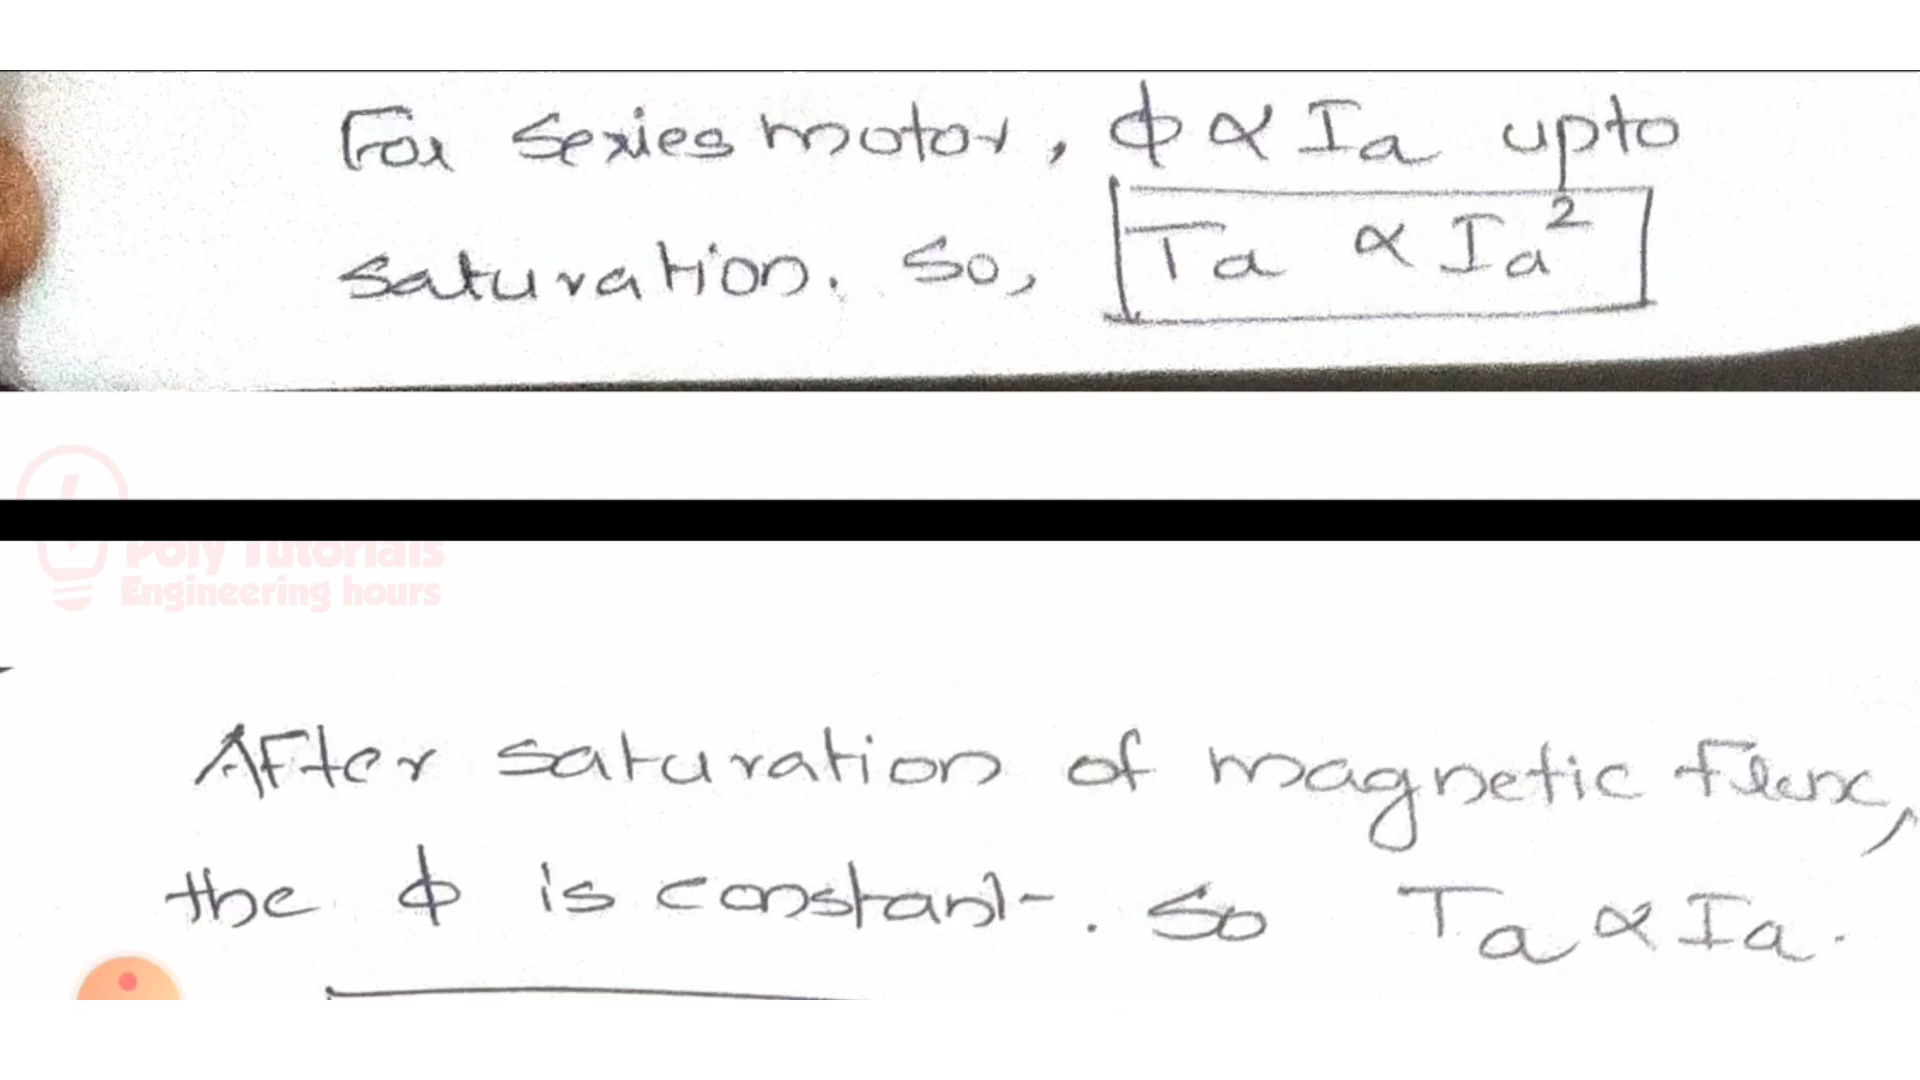 For series motor, ϕ ∝ Ia upto
saturation. So, Ta ∝ Ia²
Poly Tutorials
Engineering hours
After saturation of magnetic flux,
the ϕ is constant. So Ta ∝ Ia.